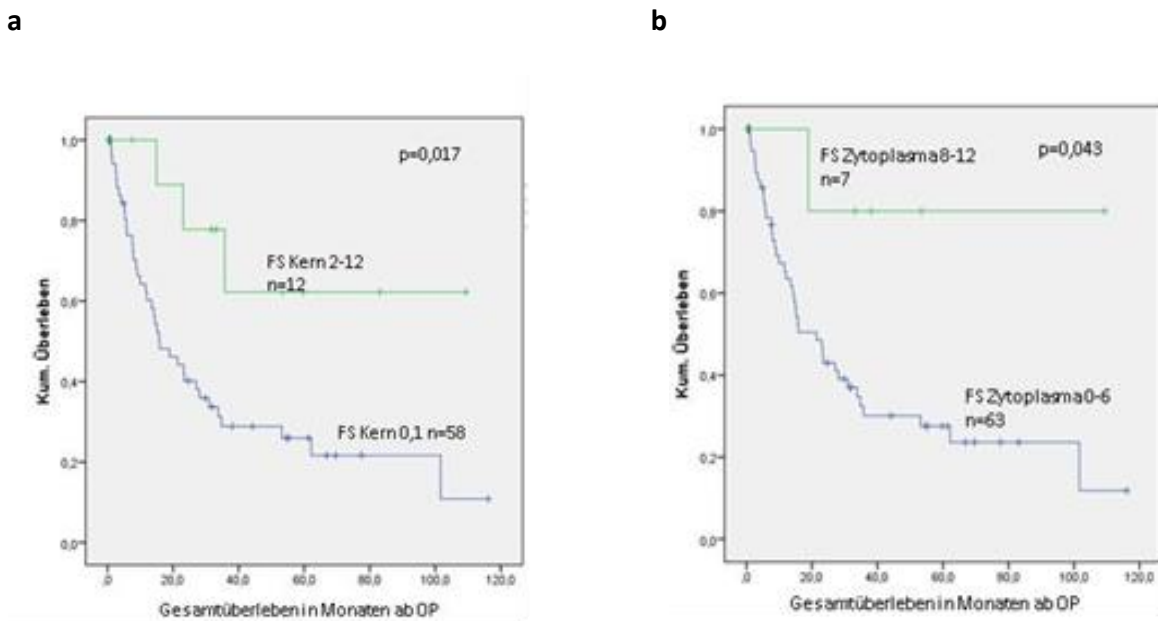 a
b
1,0
0,8
0,6
0,4
0,2
0,0
p=0,017
FS Kern 2-12
n=12
FS Kern 0,1 n=58
Kum. Überleben
,0 20,0 40,0 60,0 80,0 100,0 120,0
Gesamtüberleben in Monaten ab OP
1,0
0,8
0,6
0,4
0,2
0,0
FS Zytoplasma 8-12
n=7
p=0,043
FS Zytoplasma 0-6
n=63
Kum. Überleben
,0 20,0 40,0 60,0 80,0 100,0 120,0
Gesamtüberleben in Monaten ab OP